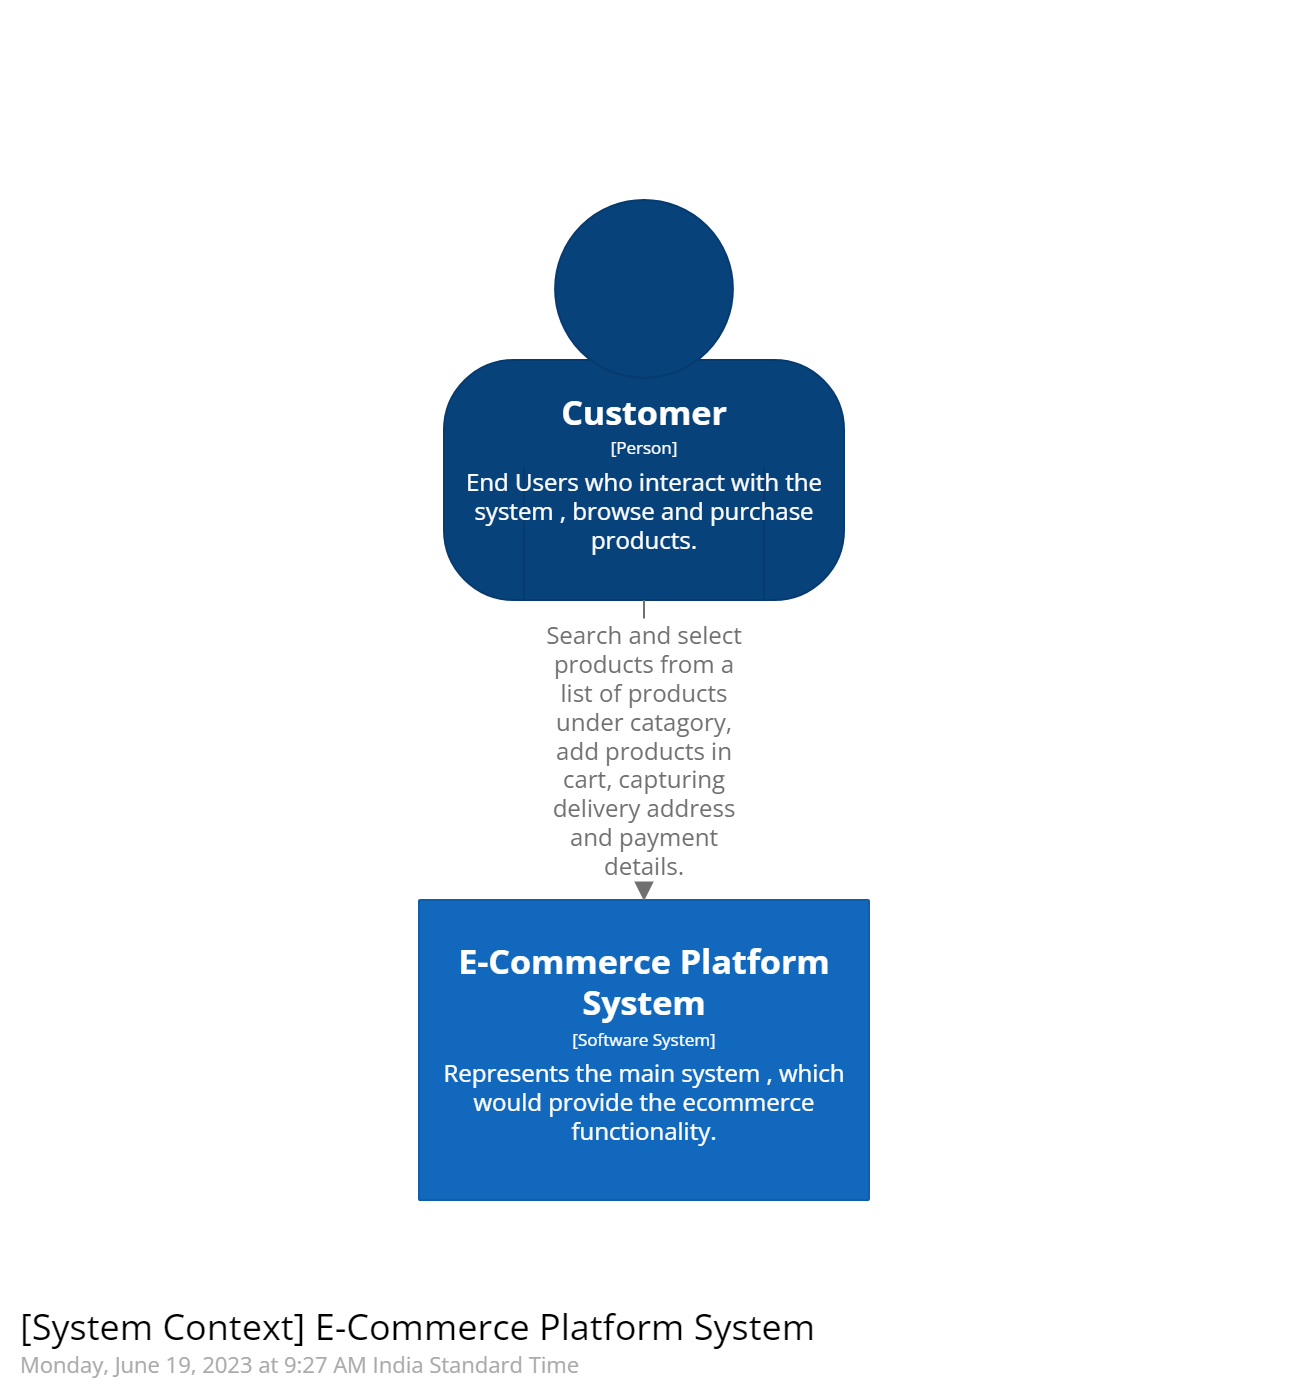 Customer
[Person]
End Users who interact with the
system , browse and purchase
products.
Search and select
products from a
list of products
under catagory,
add products in
cart, capturing
delivery address
and payment
details.
E-Commerce Platform
System
[Software System]
Represents the main system , which
would provide the ecommerce
functionality.
[System Context] E-Commerce Platform System
Monday, June 19, 2023 at 9:27 AM India Standard Time